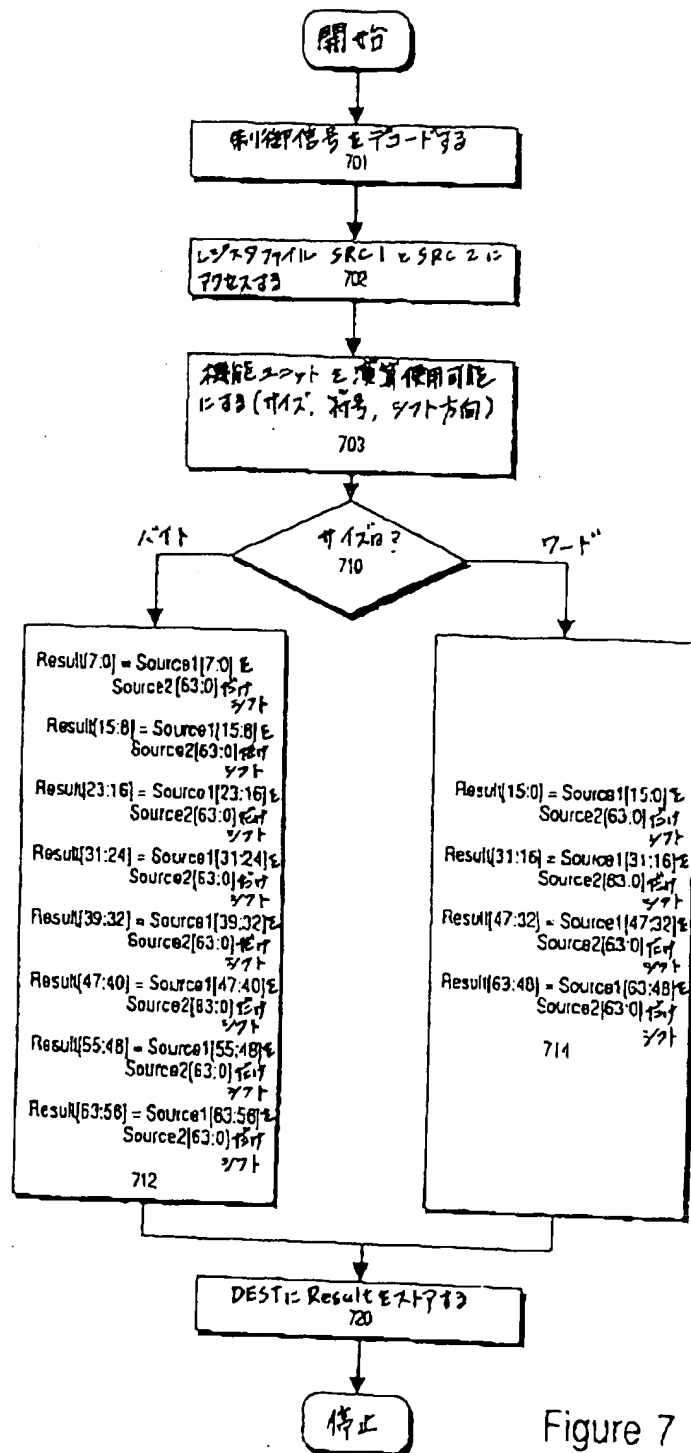 開始
制御信号をデコードする
701
レジスタファイル SRC1 と SRC2 に
アクセスする 702
機能ユニットを演算使用可能
にする(サイズ, 符号, シフト方向)
703
バイト
サイズは?
710
ワード
Result[7:0] = Source1[7:0] を
Source2[63:0] だけ
シフト
Result[15:8] = Source1[15:8] を
Source2[63:0] だけ
シフト
Result[23:16] = Source1[23:16] を
Source2[63:0] だけ
シフト
Result[31:24] = Source1[31:24] を
Source2[63:0] だけ
シフト
Result[39:32] = Source1[39:32] を
Source2[63:0] だけ
シフト
Result[47:40] = Source1[47:40] を
Source2[63:0] だけ
シフト
Result[55:48] = Source1[55:48] を
Source2[63:0] だけ
シフト
Result[63:56] = Source1[63:56] を
Source2[63:0] だけ
シフト
712
Result[15:0] = Source1[15:0] を
Source2[63:0] だけ
シフト
Result[31:16] = Source1[31:16] を
Source2[63:0] だけ
シフト
Result[47:32] = Source1[47:32] を
Source2[63:0] だけ
シフト
Result[63:48] = Source1[63:48] を
Source2[63:0] だけ
シフト
714
DESTに Resultをストアする
720
停止
Figure 7